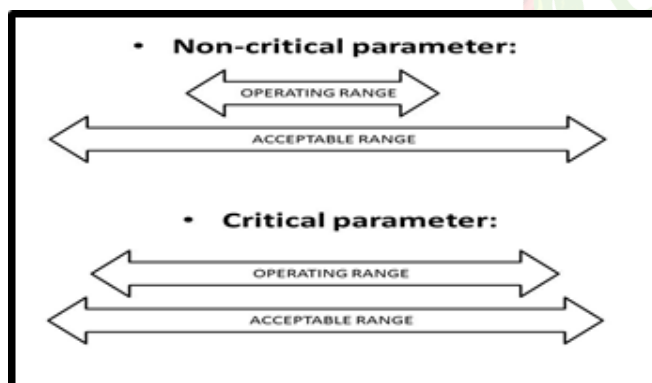 • Non-critical parameter:
OPERATING RANGE
ACCEPTABLE RANGE
• Critical parameter:
OPERATING RANGE
ACCEPTABLE RANGE